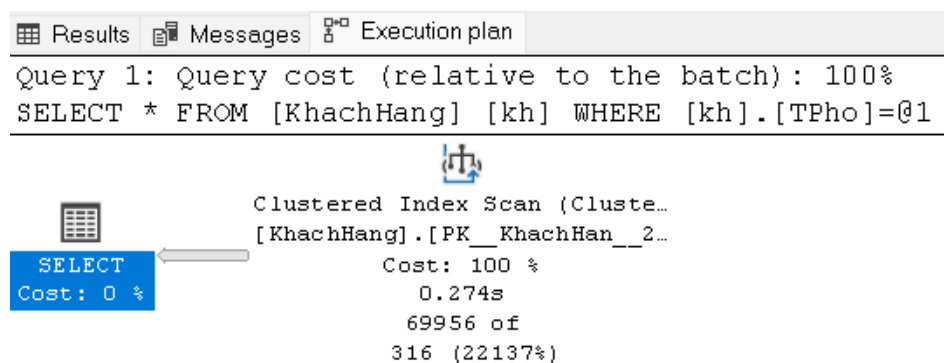 Results Messages Execution plan
Query 1: Query cost (relative to the batch): 100%
SELECT * FROM [KhachHang] [kh] WHERE [kh].[TPho]=@1
Clustered Index Scan (Cluste…
[KhachHang].[PK__KhachHan__2…
SELECT
Cost: 0 %
Cost: 100 %
0.274s
69956 of
316 (22137%)